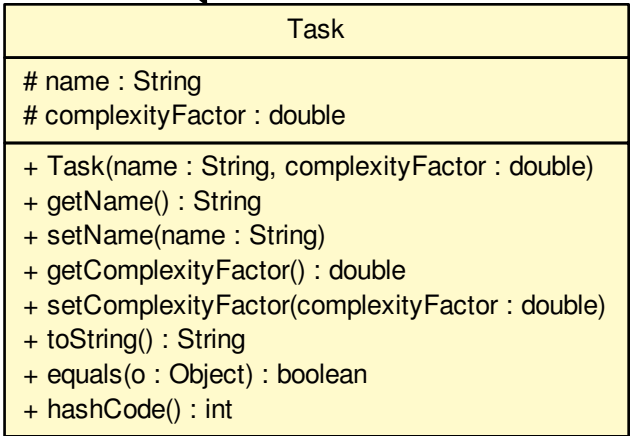 Task
# name : String
# complexityFactor : double
+ Task(name : String, complexityFactor : double)
+ getName() : String
+ setName(name : String)
+ getComplexityFactor() : double
+ setComplexityFactor(complexityFactor : double)
+ toString() : String
+ equals(o : Object) : boolean
+ hashCode() : int